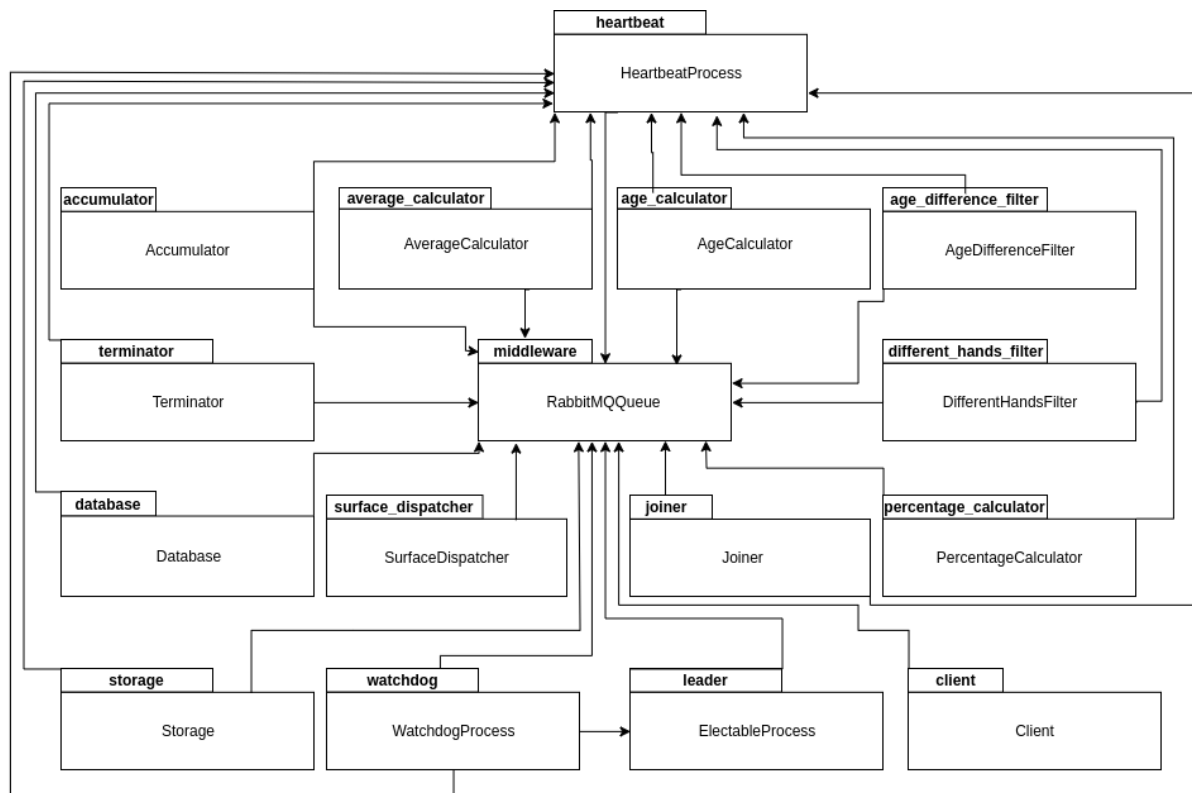 heartbeat
HeartbeatProcess
accumulator
Accumulator
average_calculator
AverageCalculator
age_calculator
AgeCalculator
age_difference_filter
AgeDifferenceFilter
terminator
Terminator
middleware
RabbitMQQueue
different_hands_filter
DifferentHandsFilter
database
Database
surface_dispatcher
SurfaceDispatcher
joiner
Joiner
percentage_calculator
PercentageCalculator
storage
Storage
watchdog
WatchdogProcess
leader
ElectableProcess
client
Client